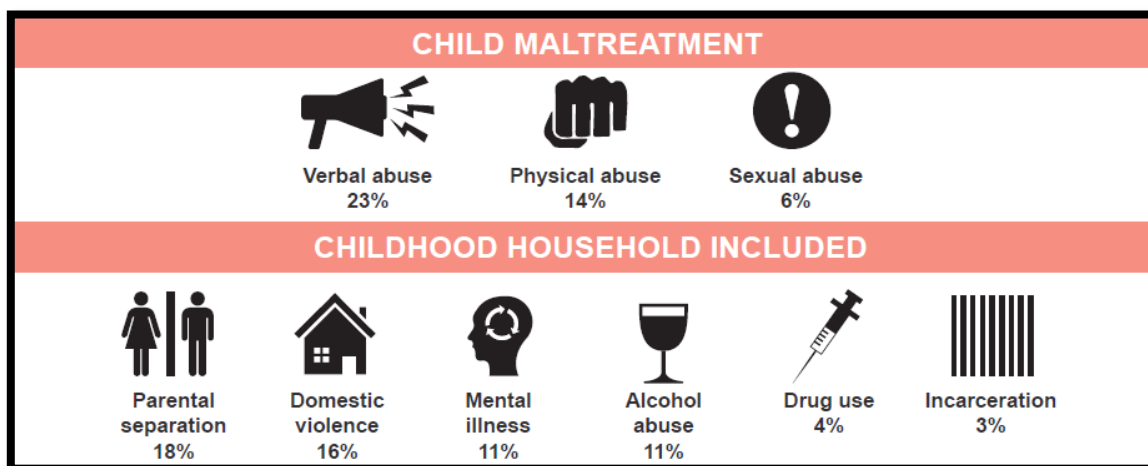 CHILD MALTREATMENT
Verbal abuse
23%
Physical abuse
14%
Sexual abuse
6%
CHILDHOOD HOUSEHOLD INCLUDED
Parental
separation
18%
Domestic
violence
16%
Mental
illness
11%
Alcohol
abuse
11%
Drug use
4%
Incarceration
3%